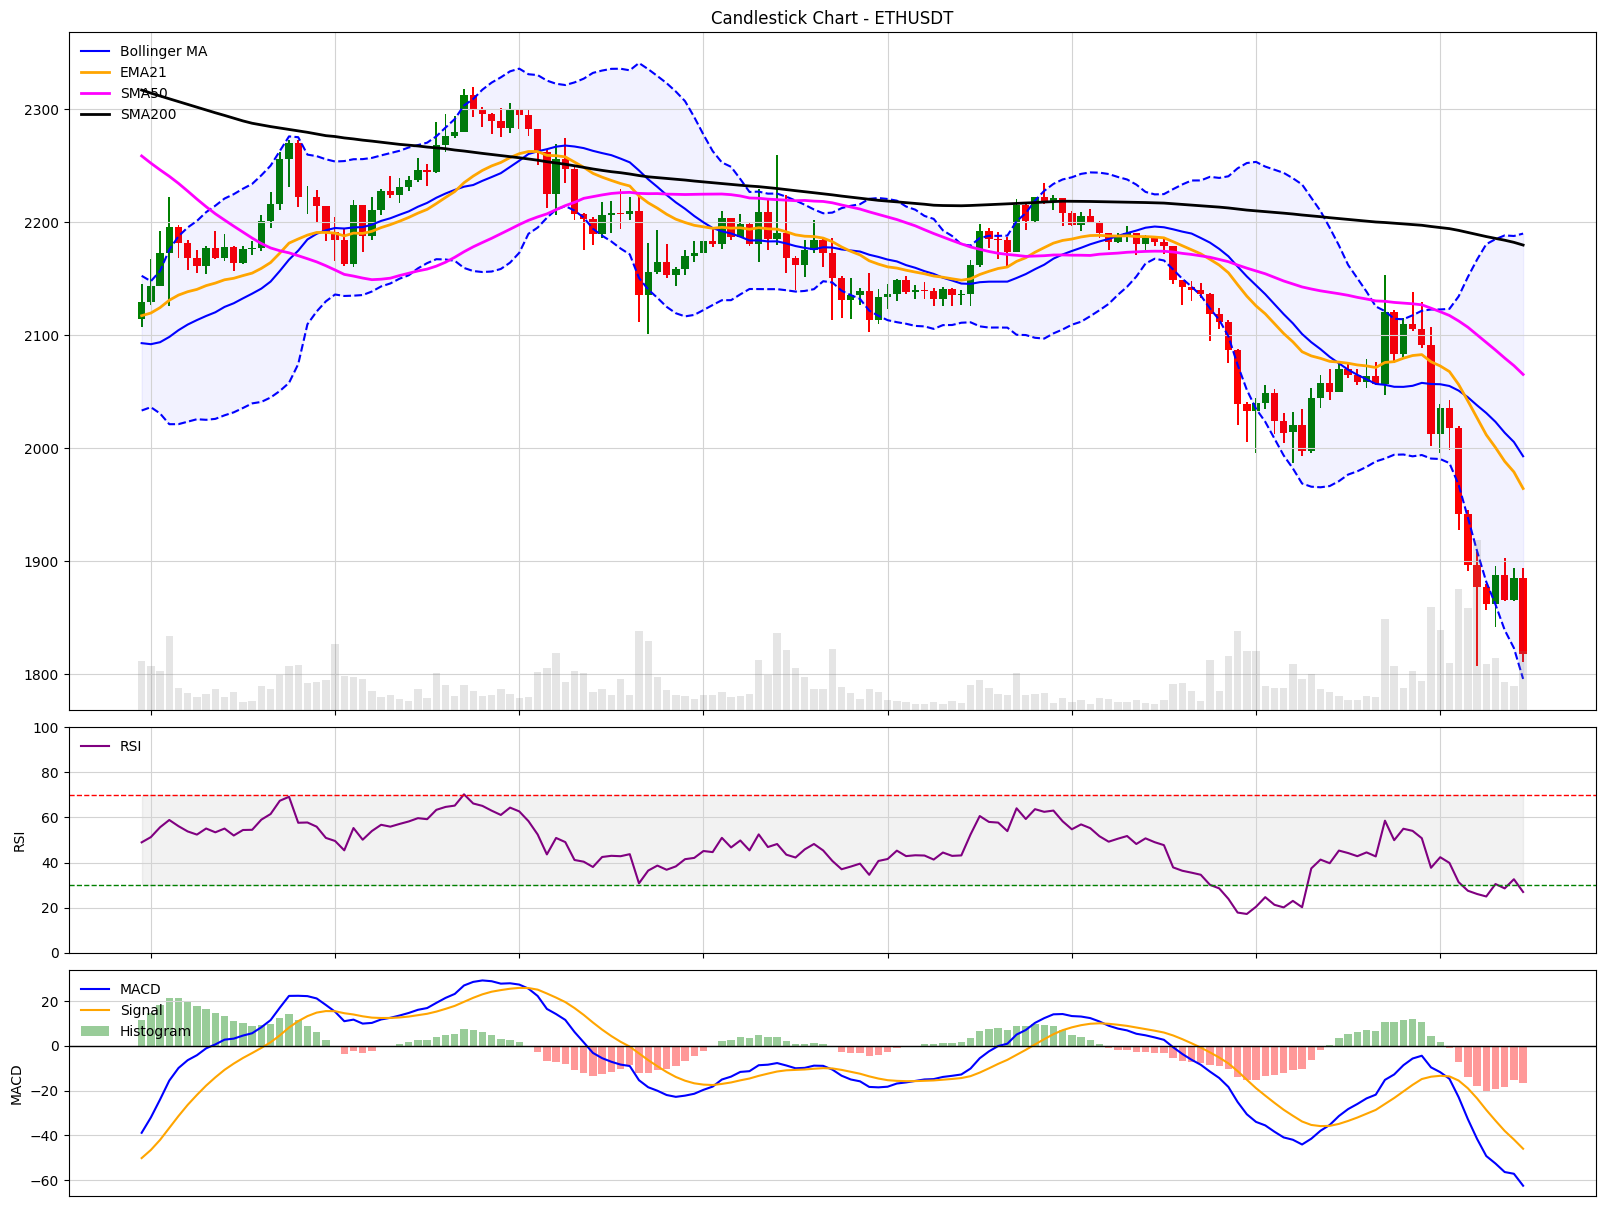 Candlestick Chart - ETHUSDT
Bollinger MA
EMA21
SMA50
SMA200
2300
2200
2100
2000
1900
1800
RSI
100
80
60
40
20
0
RSI
MACD
Signal
Histogram
20
0
−20
−40
−60
MACD